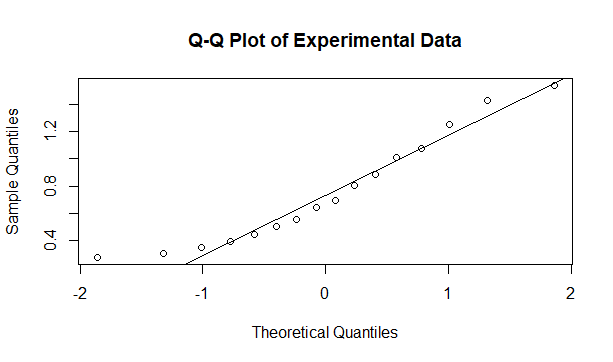 Q-Q Plot of Experimental Data
Sample Quantiles
1.2
0.8
0.4
-2 -1 0 1 2
Theoretical Quantiles